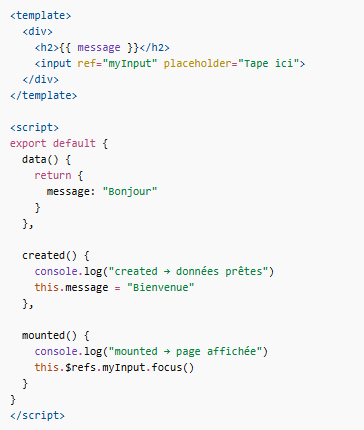 <template>
  <div>
    <h2>{{ message }}</h2>
    <input ref="myInput" placeholder="Tape ici">
  </div>
</template>

<script>
export default {
  data() {
    return {
      message: "Bonjour"
    }
  },

  created() {
    console.log("created → données prêtes")
    this.message = "Bienvenue"
  },

  mounted() {
    console.log("mounted → page affichée")
    this.$refs.myInput.focus()
  }
}
</script>